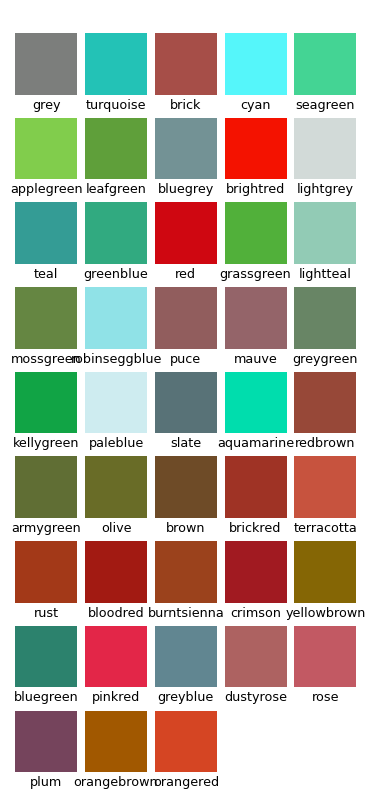 grey turquoise brick cyan seagreen
applegreen leafgreen bluegrey brightred lightgrey
teal greenblue red grassgreen lightteal
mossgreen robinseggblue puce mauve greygreen
kellygreen paleblue slate aquamarine redbrown
armygreen olive brown brickred terracotta
rust bloodred burntsienna crimson yellowbrown
bluegreen pinkred greyblue dustyrose rose
plum orangebrown orangered